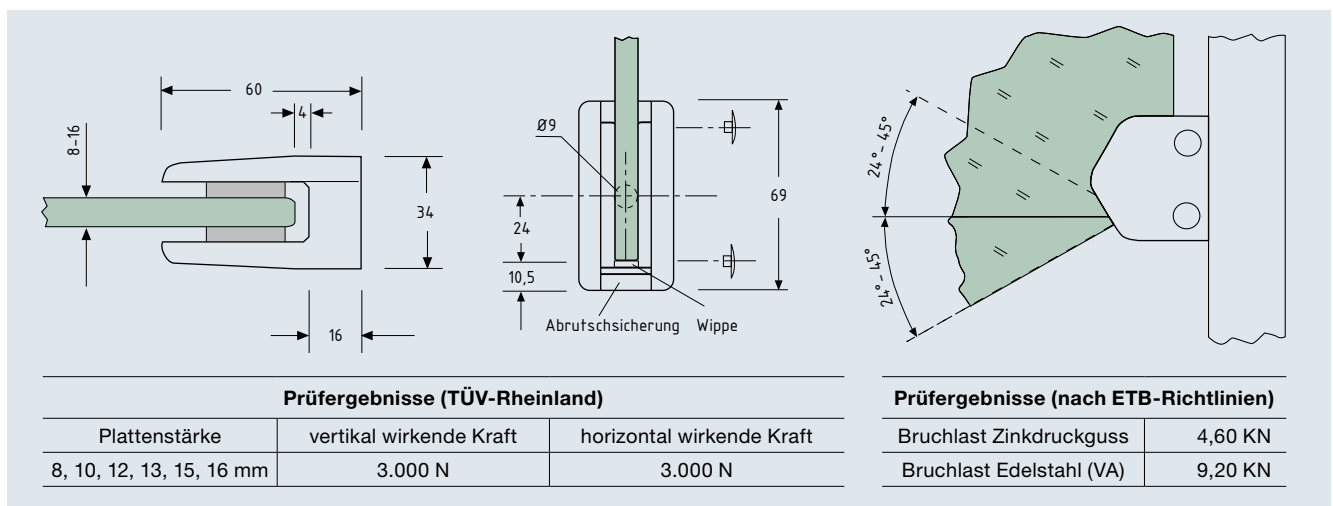 60
4
8-16
34
16
Ø9
24
10,5
69
Abrutschsicherung Wippe
24°- 45°
24°- 45°
Prüfergebnisse (TÜV-Rheinland)
Plattenstärke vertikal wirkende Kraft horizontal wirkende Kraft
8, 10, 12, 13, 15, 16 mm 3.000 N 3.000 N
Prüfergebnisse (nach ETB-Richtlinien)
Bruchlast Zinkdruckguss 4,60 KN
Bruchlast Edelstahl (VA) 9,20 KN